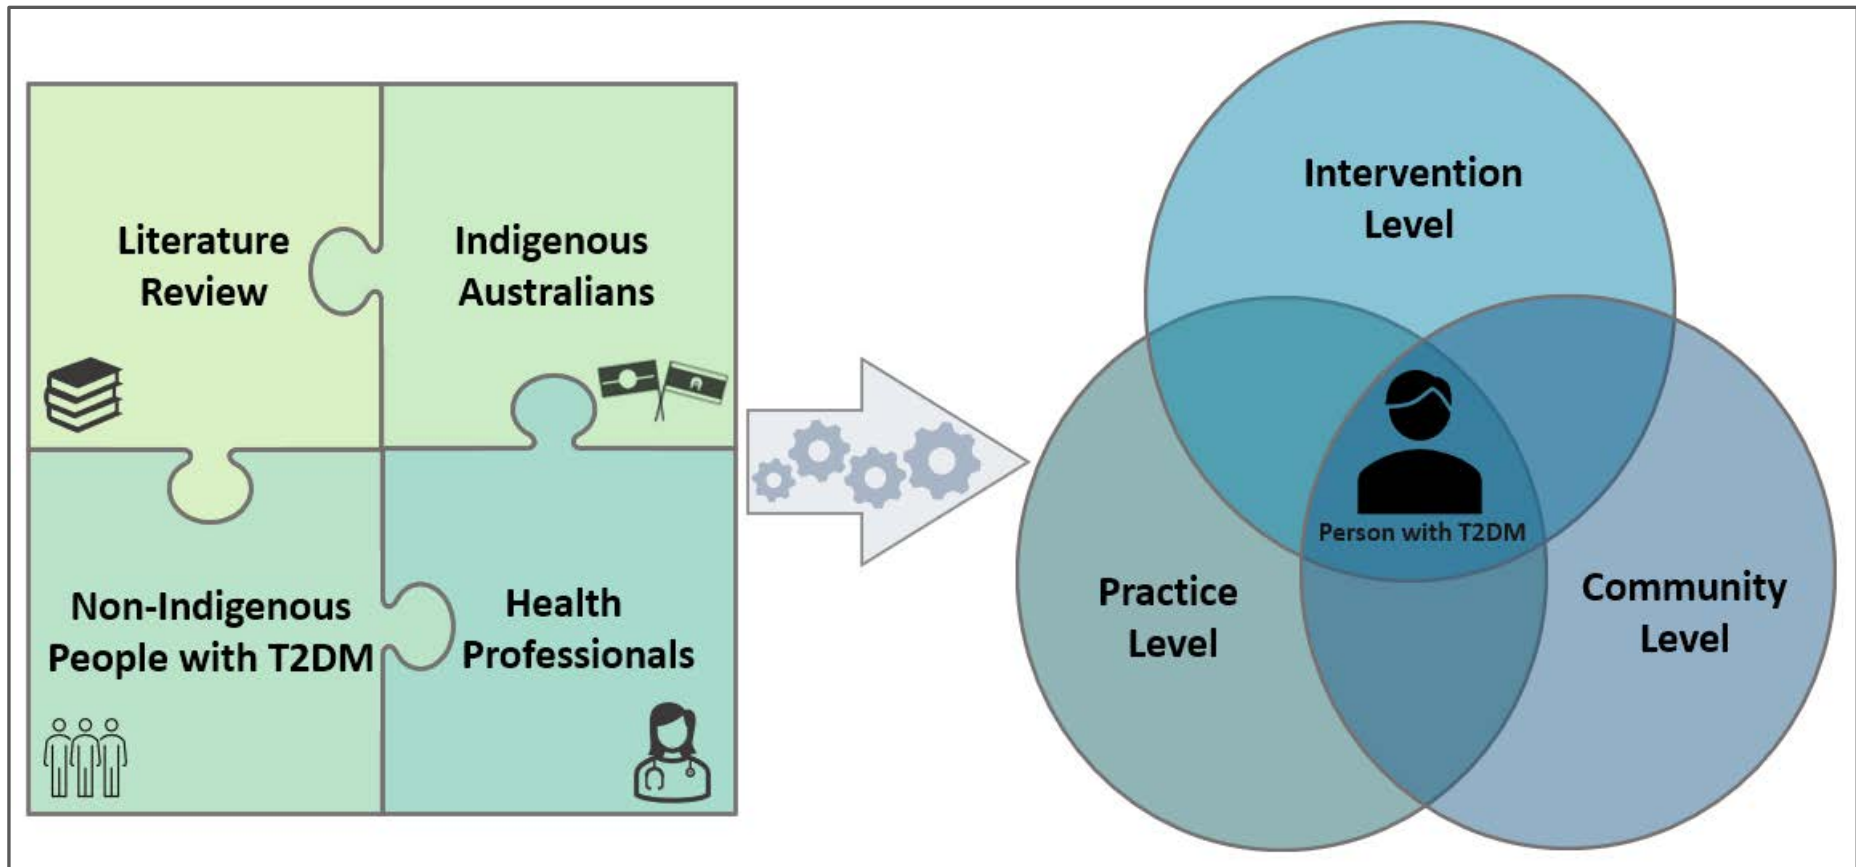 Literature
Review
Indigenous
Australians
Non-Indigenous
People with T2DM
Health
Professionals
Intervention
Level
Person with T2DM
Practice
Level
Community
Level